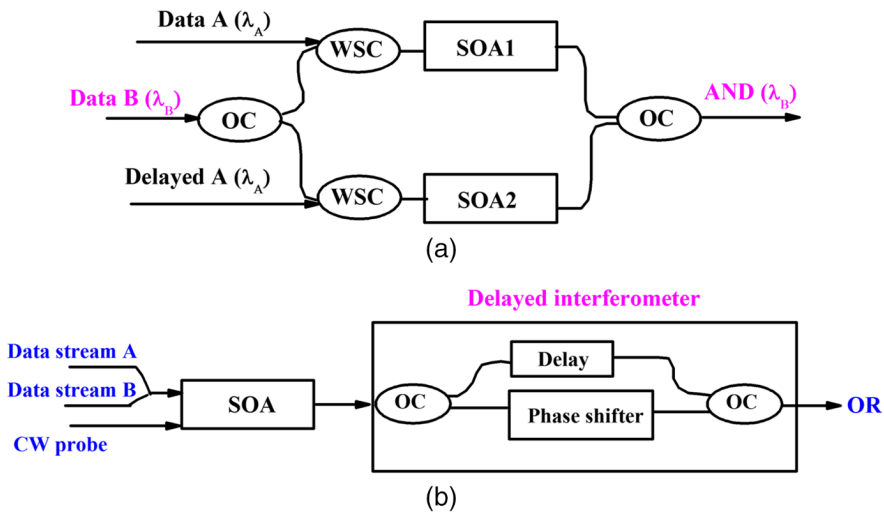 Data A (λA)
WSC
SOA1
Data B (λB)
OC
OC
AND (λB)
Delayed A (λA)
WSC
SOA2
(a)
Delayed interferometer
Data stream A
Delay
Data stream B
SOA
OC
OC
OR
Phase shifter
CW probe
(b)